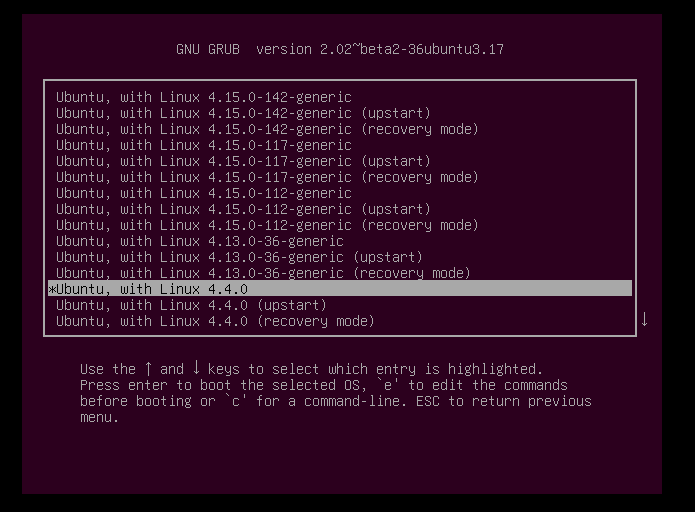 GNU GRUB  version 2.02~beta2-36ubuntu3.17
Ubuntu, with Linux 4.15.0-142-generic
Ubuntu, with Linux 4.15.0-142-generic (upstart)
Ubuntu, with Linux 4.15.0-142-generic (recovery mode)
Ubuntu, with Linux 4.15.0-117-generic
Ubuntu, with Linux 4.15.0-117-generic (upstart)
Ubuntu, with Linux 4.15.0-117-generic (recovery mode)
Ubuntu, with Linux 4.15.0-112-generic
Ubuntu, with Linux 4.15.0-112-generic (upstart)
Ubuntu, with Linux 4.15.0-112-generic (recovery mode)
Ubuntu, with Linux 4.13.0-36-generic
Ubuntu, with Linux 4.13.0-36-generic (upstart)
Ubuntu, with Linux 4.13.0-36-generic (recovery mode)
*Ubuntu, with Linux 4.4.0
Ubuntu, with Linux 4.4.0 (upstart)
Ubuntu, with Linux 4.4.0 (recovery mode) ↓
Use the ↑ and ↓ keys to select which entry is highlighted.
Press enter to boot the selected OS, `e' to edit the commands
before booting or `c' for a command-line. ESC to return previous
menu.